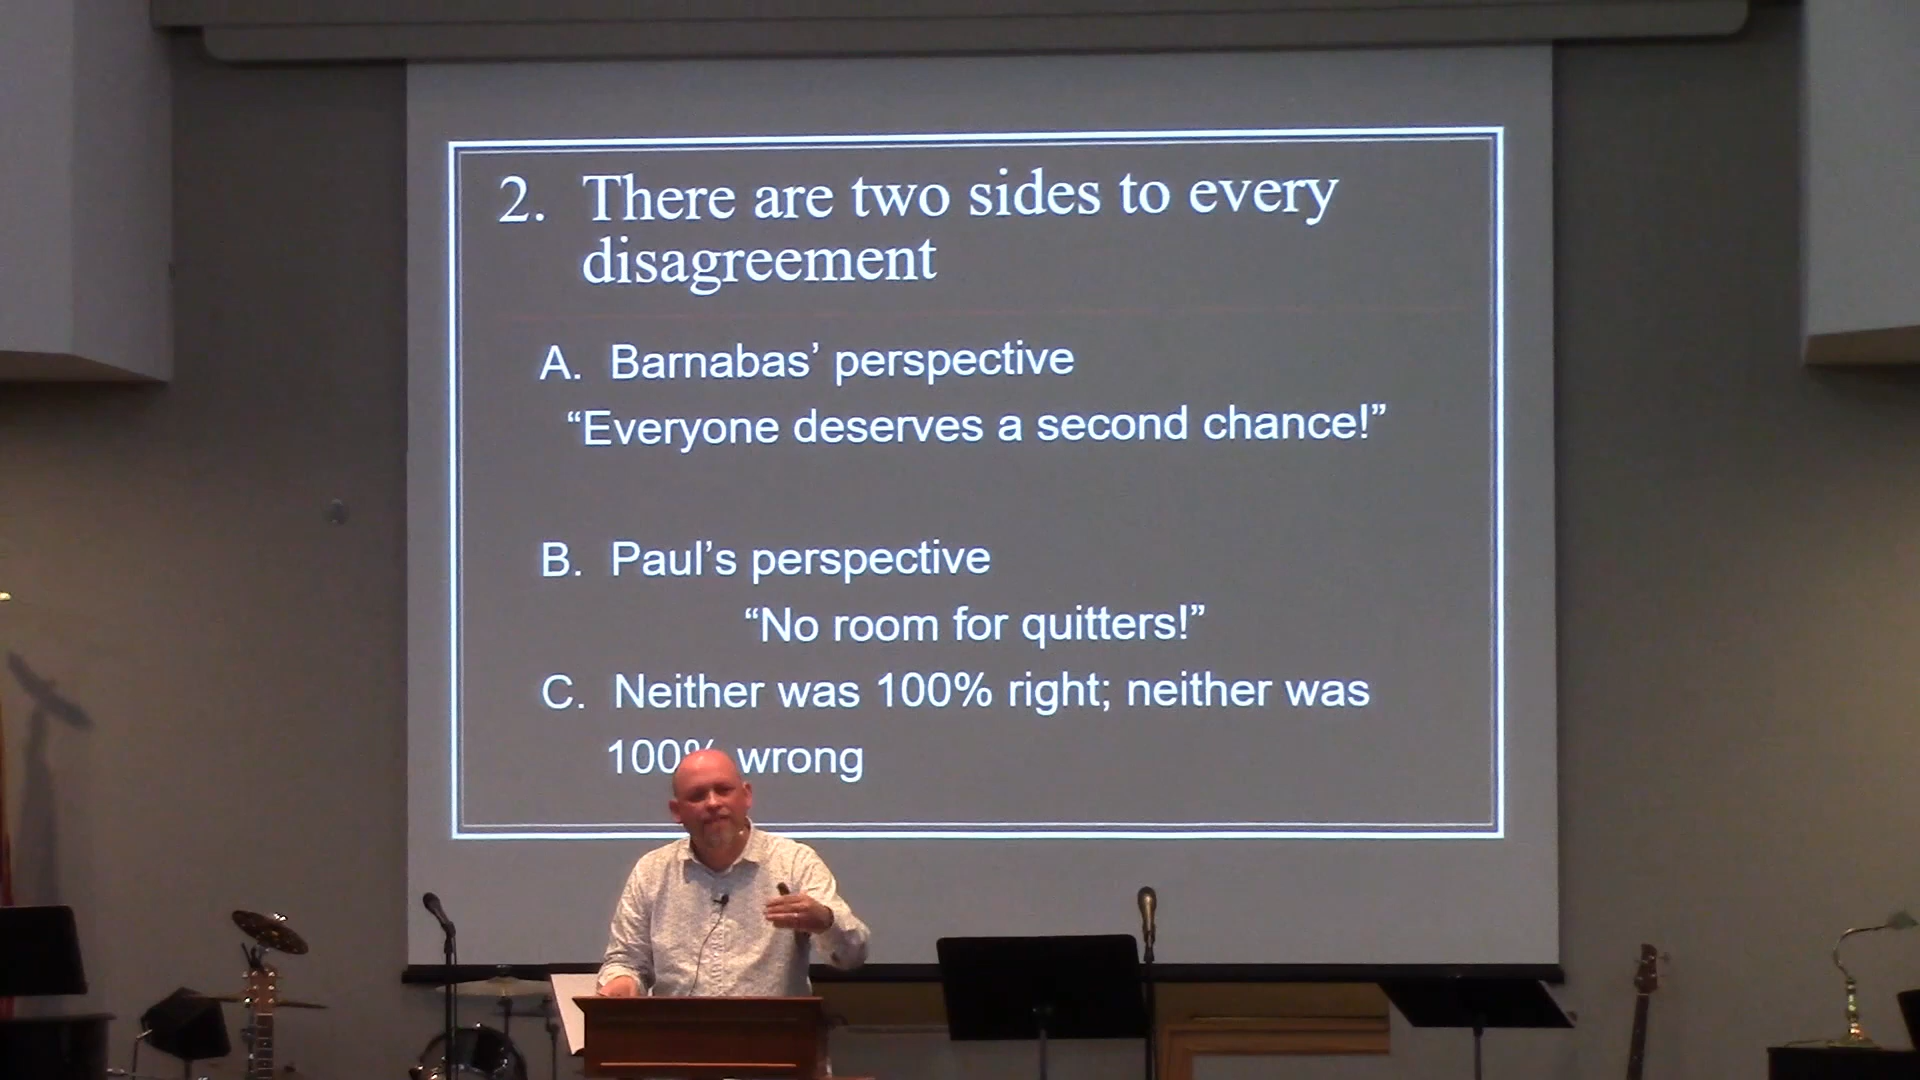 2. There are two sides to every
disagreement
A. Barnabas’ perspective
“Everyone deserves a second chance!”
B. Paul’s perspective
“No room for quitters!”
C. Neither was 100% right; neither was
100% wrong